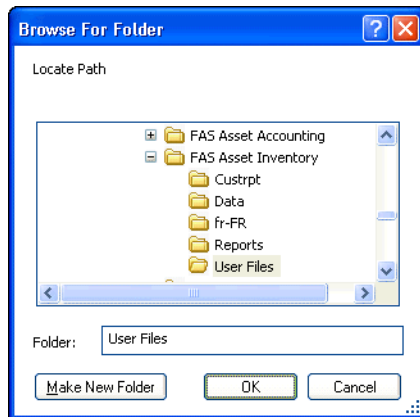 Browse For Folder
Locate Path
FAS Asset Accounting
FAS Asset Inventory
Custrpt
Data
fr-FR
Reports
User Files
Folder: User Files
Make New Folder OK Cancel